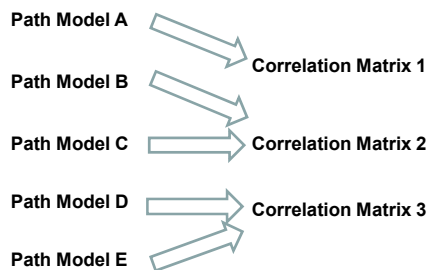 Path Model A
Correlation Matrix 1
Path Model B
Path Model C
Correlation Matrix 2
Path Model D
Correlation Matrix 3
Path Model E